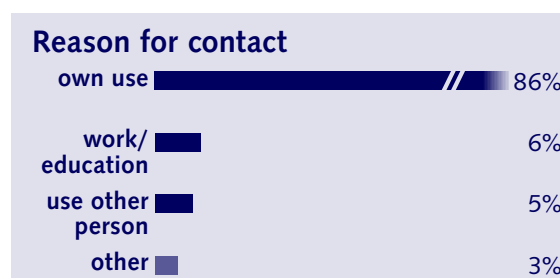 Reason for contact
own use 86%
work/ 6%
education
use other 5%
person
other 3%